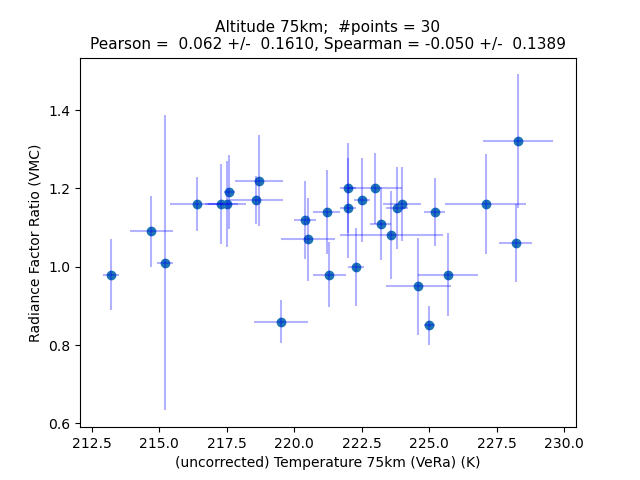 Altitude 75km;  #points = 30
Pearson =  0.062 +/-  0.1610, Spearman = -0.050 +/-  0.1389
Radiance Factor Ratio (VMC)
1.4
1.2
1.0
0.8
0.6
212.5 215.0 217.5 220.0 222.5 225.0 227.5 230.0
(uncorrected) Temperature 75km (VeRa) (K)